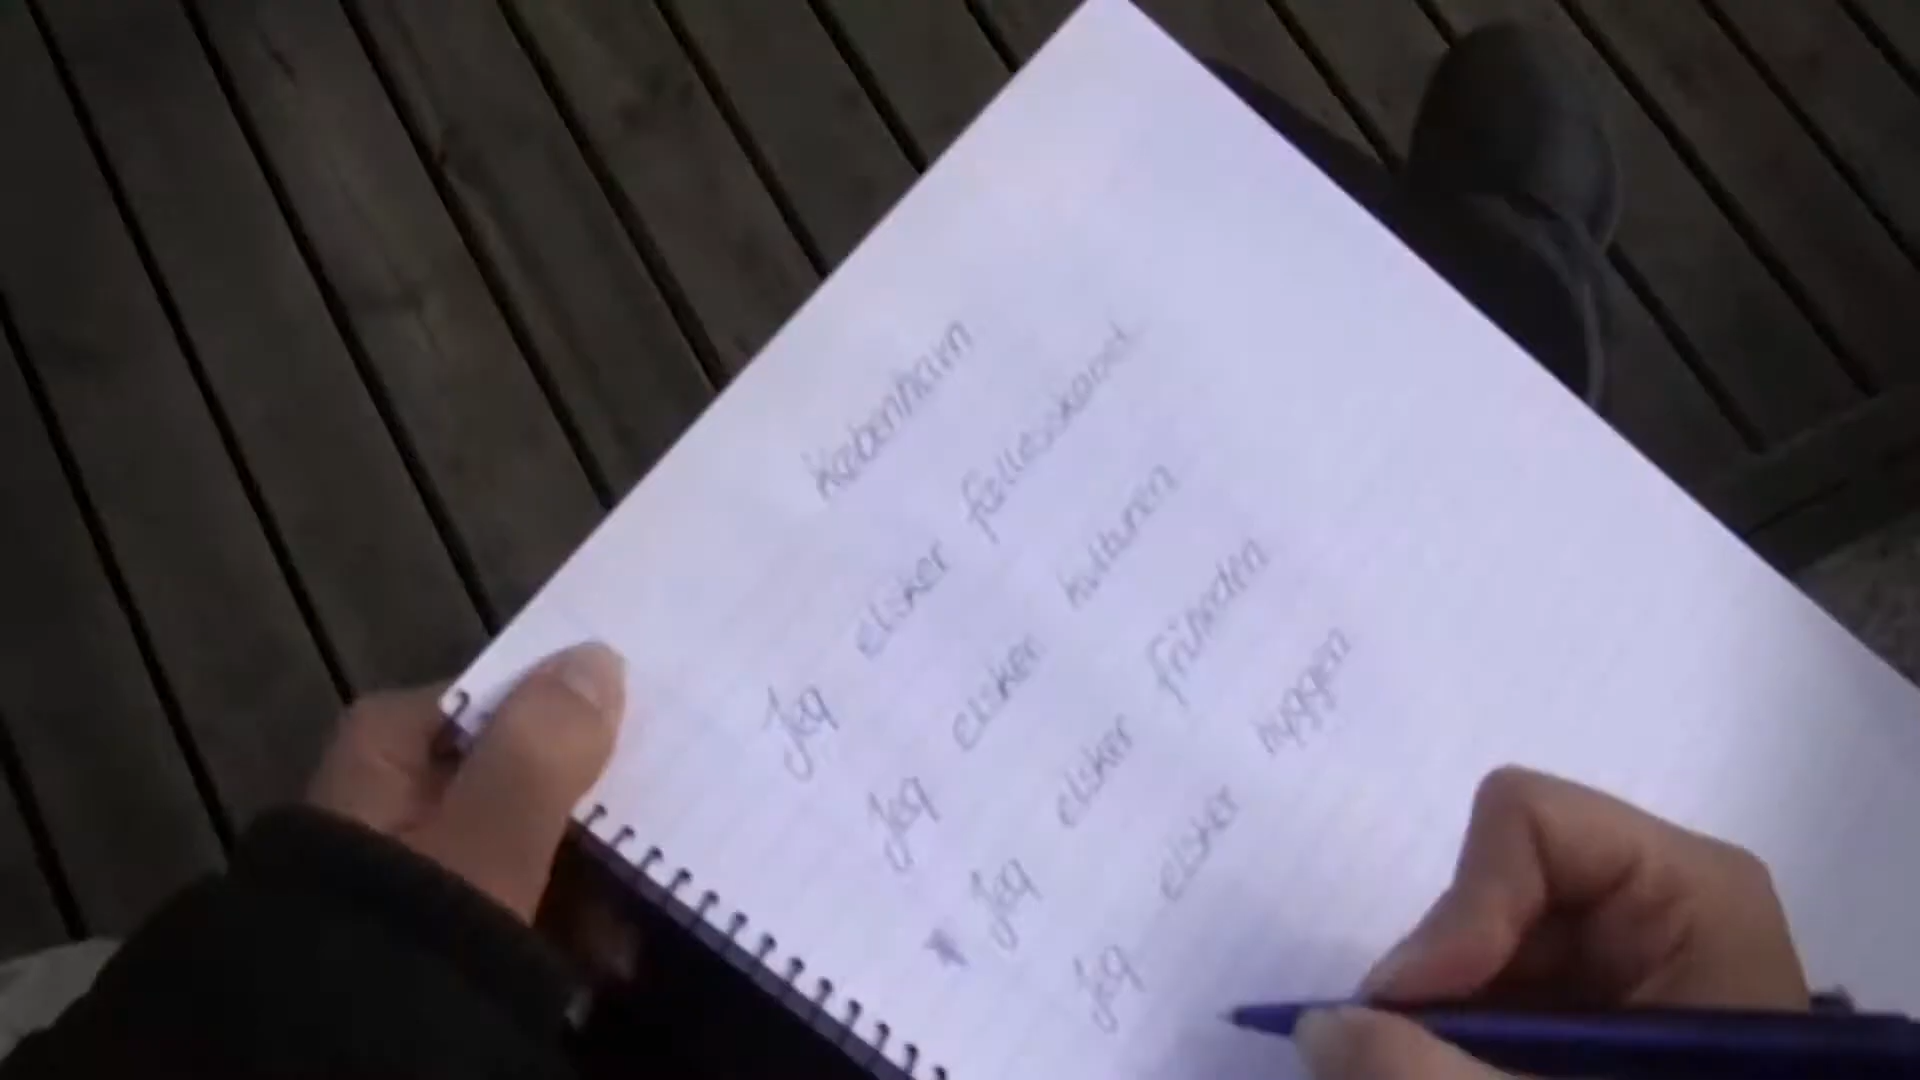 København
Jeg elsker fællesskabet
Jeg elsker kulturen
Jeg elsker friheden
Jeg elsker hyggen